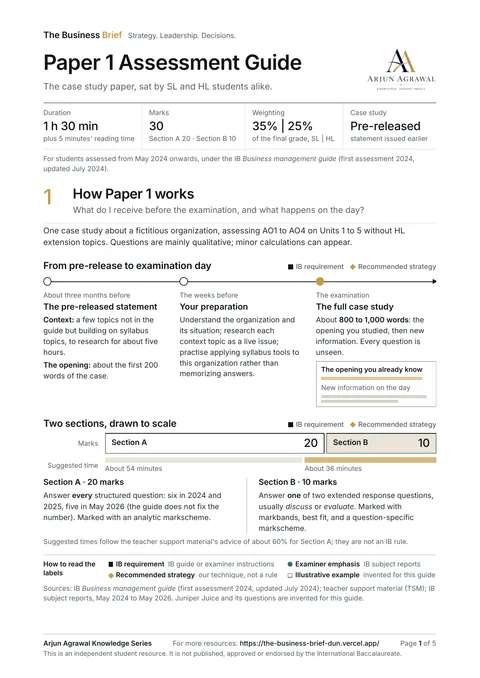 The Business Brief Strategy. Leadership. Decisions.
Paper 1 Assessment Guide
The case study paper, sat by SL and HL students alike.
ARJUN AGRAWAL
Duration
1 h 30 min
plus 5 minutes' reading time
Marks
30
Section A 20 · Section B 10
Weighting
35% | 25%
of the final grade, SL | HL
Case study
Pre-released
statement issued earlier
For students assessed from May 2024 onwards, under the IB Business management guide (first assessment 2024,
updated July 2024).
1 How Paper 1 works
What do I receive before the examination, and what happens on the day?
One case study about a fictitious organization, assessing AO1 to AO4 on Units 1 to 5 without HL
extension topics. Questions are mainly qualitative; minor calculations can appear.
From pre-release to examination day
■ IB requirement ◆ Recommended strategy
About three months before
The pre-released statement
Context: a few topics not in the
guide but building on syllabus
topics, to research for about five
hours.
The opening: about the first 200
words of the case.
The weeks before
Your preparation
Understand the organization and
its situation; research each
context topic as a live issue;
practise applying syllabus tools to
this organization rather than
memorizing answers.
The examination
The full case study
About 800 to 1,000 words: the
opening you studied, then new
information. Every question is
unseen.
The opening you already know
New information on the day
Two sections, drawn to scale
■ IB requirement ◆ Recommended strategy
Marks
Section A 20
Section B 10
Suggested time
About 54 minutes
About 36 minutes
Section A · 20 marks
Answer every structured question: six in 2024 and
2025, five in May 2026 (the guide does not fix the
number). Marked with an analytic markscheme.
Section B · 10 marks
Answer one of two extended response questions,
usually discuss or evaluate. Marked with
markbands, best fit, and a question-specific
markscheme.
Suggested times follow the teacher support material's advice of about 60% for Section A; they are not an IB rule.
How to read the
labels
■ IB requirement IB guide or examiner instructions
● Examiner emphasis IB subject reports
◆ Recommended strategy our technique, not a rule
□ Illustrative example invented for this guide
Sources: IB Business management guide (first assessment 2024, updated July 2024); teacher support material (TSM); IB
subject reports, May 2024 to May 2026. Juniper Juice and its questions are invented for this guide.
Arjun Agrawal Knowledge Series
For more resources: https://the-business-brief-dun.vercel.app/
Page 1 of 5
This is an independent student resource. It is not published, approved or endorsed by the International Baccalaureate.